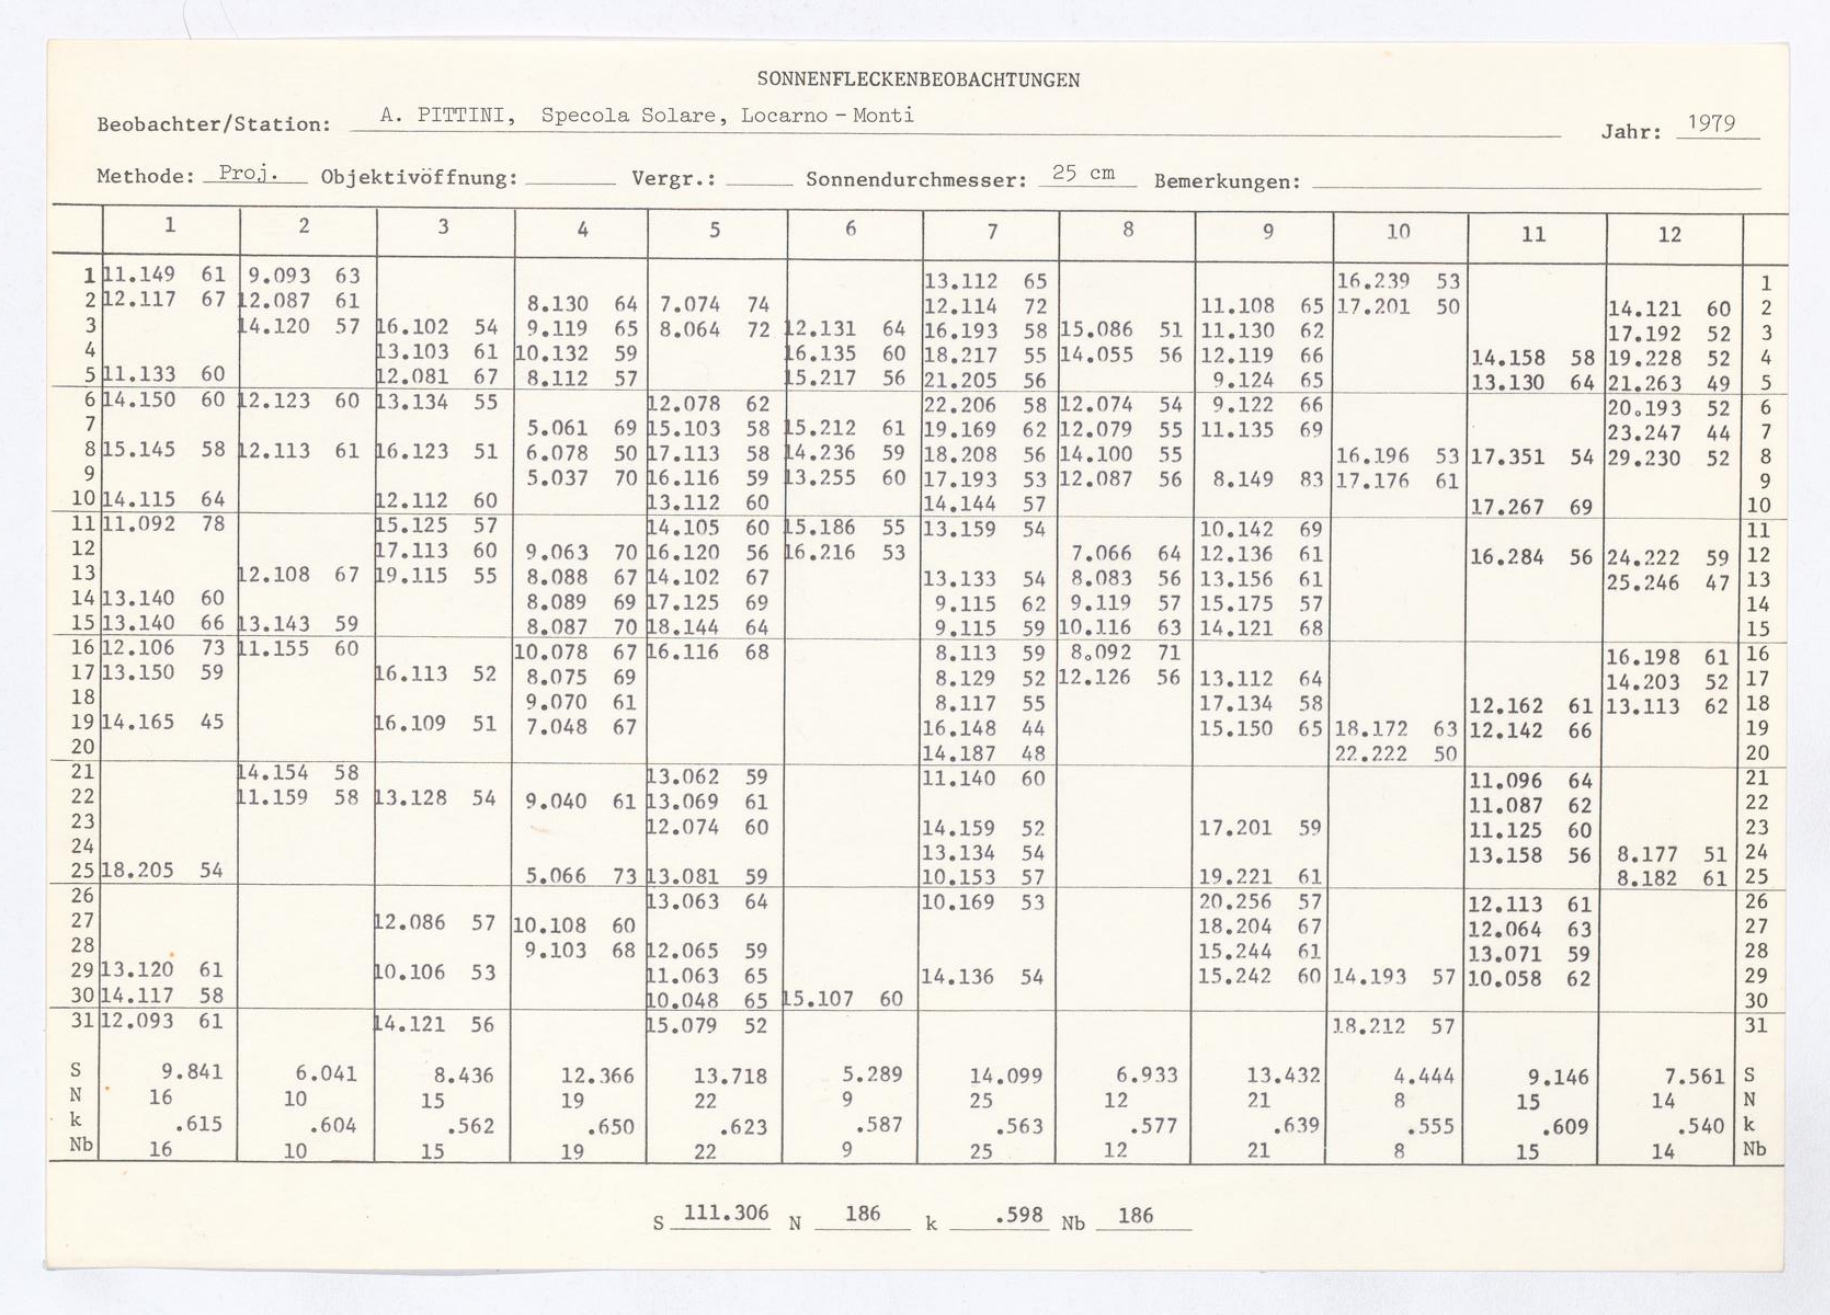 SONNENFLECKENBEOBACHTUNGEN
Beobachter/Station: A. PITTINI, Specola Solare, Locarno - Monti Jahr: 1979
Methode: Proj. Objektivöffnung: Vergr.: Sonnendurchmesser: 25 cm Bemerkungen:
1 2 3 4 5 6 7 8 9 10 11 12
1 11.149 61 9.093 63 13.112 65 16.239 53 1
2 12.117 67 12.087 61 8.130 64 7.074 74 12.114 72 11.108 65 17.201 50 14.121 60 2
3 14.120 57 16.102 54 9.119 65 8.064 72 12.131 64 16.193 58 15.086 51 11.130 62 17.192 52 3
4 13.103 61 10.132 59 16.135 60 18.217 55 14.055 56 12.119 66 14.158 58 19.228 52 4
5 11.133 60 12.081 67 8.112 57 15.217 56 21.205 56 9.124 65 13.130 64 21.263 49 5
6 14.150 60 12.123 60 13.134 55 12.078 62 22.206 58 12.074 54 9.122 66 20.193 52 6
7 5.061 69 15.103 58 15.212 61 19.169 62 12.079 55 11.135 69 23.247 44 7
8 15.145 58 12.113 61 16.123 51 6.078 50 17.113 58 14.236 59 18.208 56 14.100 55 16.196 53 17.351 54 29.230 52 8
9 5.037 70 16.116 59 13.255 60 17.193 53 12.087 56 8.149 83 17.176 61 9
10 14.115 64 12.112 60 13.112 60 14.144 57 17.267 69 10
11 11.092 78 15.125 57 14.105 60 15.186 55 13.159 54 10.142 69 11
12 17.113 60 9.063 70 16.120 56 16.216 53 7.066 64 12.136 61 16.284 56 24.222 59 12
13 12.108 67 19.115 55 8.088 67 14.102 67 13.133 54 8.083 56 13.156 61 25.246 47 13
14 13.140 60 8.089 69 17.125 69 9.115 62 9.119 57 15.175 57 14
15 13.140 66 13.143 59 8.087 70 18.144 64 9.115 59 10.116 63 14.121 68 15
16 12.106 73 11.155 60 10.078 67 16.116 68 8.113 59 8.092 71 16.198 61 16
17 13.150 59 16.113 52 8.075 69 8.129 52 12.126 56 13.112 64 14.203 52 17
18 9.070 61 8.117 55 17.134 58 12.162 61 13.113 62 18
19 14.165 45 16.109 51 7.048 67 16.148 44 15.150 65 18.172 63 12.142 66 19
20 14.187 48 22.222 50 20
21 14.154 58 13.062 59 11.140 60 11.096 64 21
22 11.159 58 13.128 54 9.040 61 13.069 61 11.087 62 22
23 12.074 60 14.159 52 17.201 59 11.125 60 23
24 13.134 54 13.158 56 8.177 51 24
25 18.205 54 5.066 73 13.081 59 10.153 57 19.221 61 8.182 61 25
26 13.063 64 10.169 53 20.256 57 12.113 61 26
27 12.086 57 10.108 60 18.204 67 12.064 63 27
28 9.103 68 12.065 59 15.244 61 13.071 59 28
29 13.120 61 10.106 53 11.063 65 14.136 54 15.242 60 14.193 57 10.058 62 29
30 14.117 58 10.048 65 15.107 60 30
31 12.093 61 14.121 56 15.079 52 18.212 57 31
S 9.841 6.041 8.436 12.366 13.718 5.289 14.099 6.933 13.432 4.444 9.146 7.561 S
N 16 10 15 19 22 9 25 12 21 8 15 14 N
k .615 .604 .562 .650 .623 .587 .563 .577 .639 .555 .609 .540 k
Nb 16 10 15 19 22 9 25 12 21 8 15 14 Nb
S 111.306 N 186 k .598 Nb 186